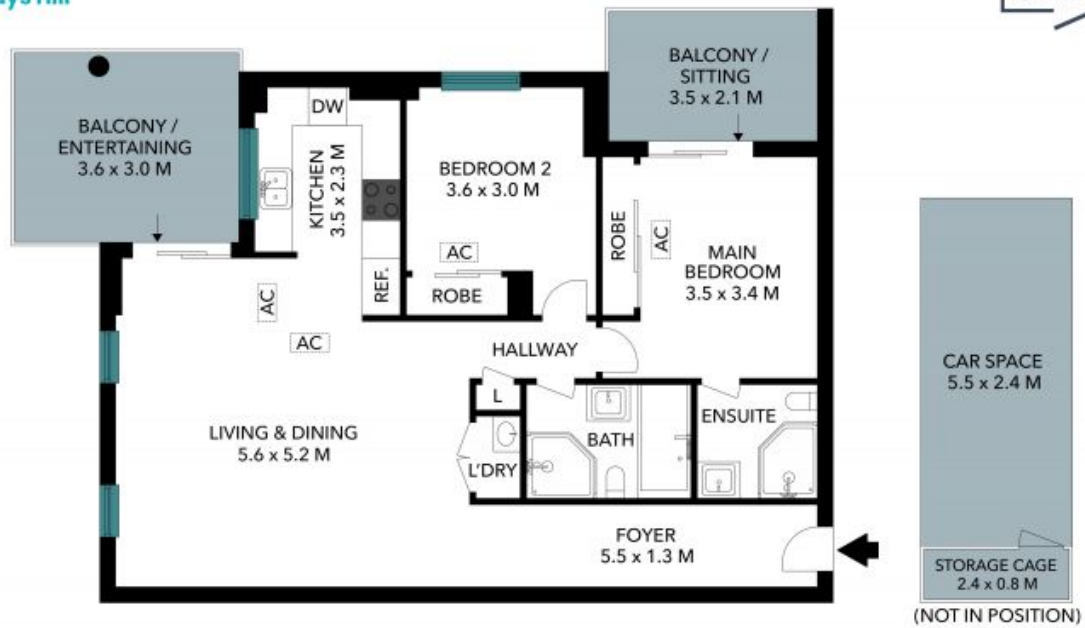 BALCONY /
ENTERTAINING
3.6 x 3.0 M
DW
KITCHEN
3.5 x 2.3 M
REF.
BEDROOM 2
3.6 x 3.0 M
AC
ROBE
BALCONY /
SITTING
3.5 x 2.1 M
ROBE
AC
MAIN
BEDROOM
3.5 x 3.4 M
AC
AC
HALLWAY
L
LIVING & DINING
5.6 x 5.2 M
L'DRY
BATH
ENSUITE
FOYER
5.5 x 1.3 M
CAR SPACE
5.5 x 2.4 M
STORAGE CAGE
2.4 x 0.8 M
(NOT IN POSITION)